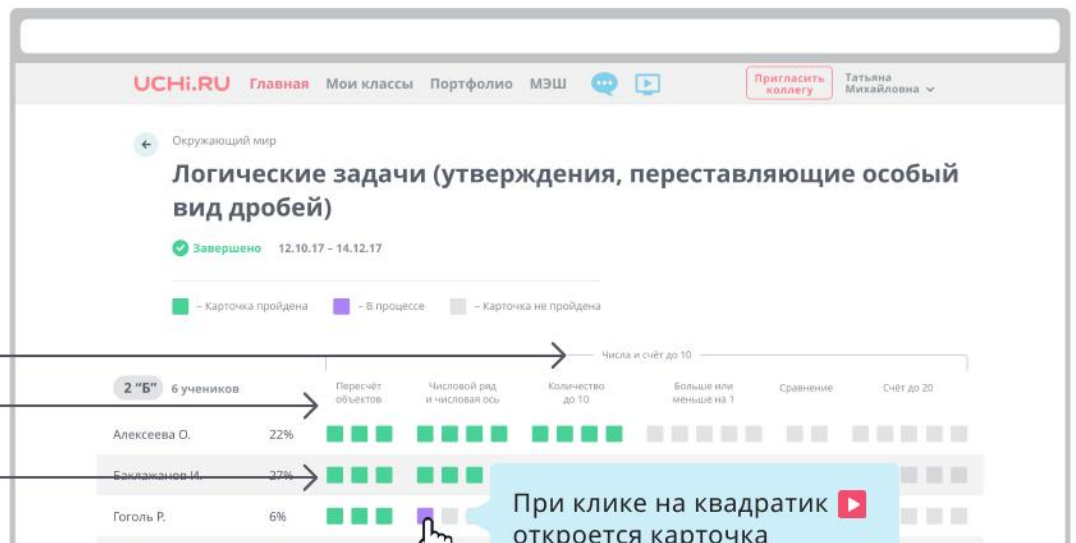 UCHi.RU Главная Мои классы Портфолио МЭШ Пригласить коллегу Татьяна Михайловна
Окружающий мир
Логические задачи (утверждения, переставляющие особый
вид дробей)
Завершено 12.10.17 – 14.12.17
– Карточка пройдена – В процессе – Карточка не пройдена
Числа и счёт до 10
2 "Б" 6 учеников
Пересчёт объектов
Числовой ряд и числовая ось
Количество до 10
Больше или меньше на 1
Сравнение
Счёт до 20
Алексеева О. 22%
Баклажанов И. 27%
Гоголь Р. 6%
При клике на квадратик
откроется карточка